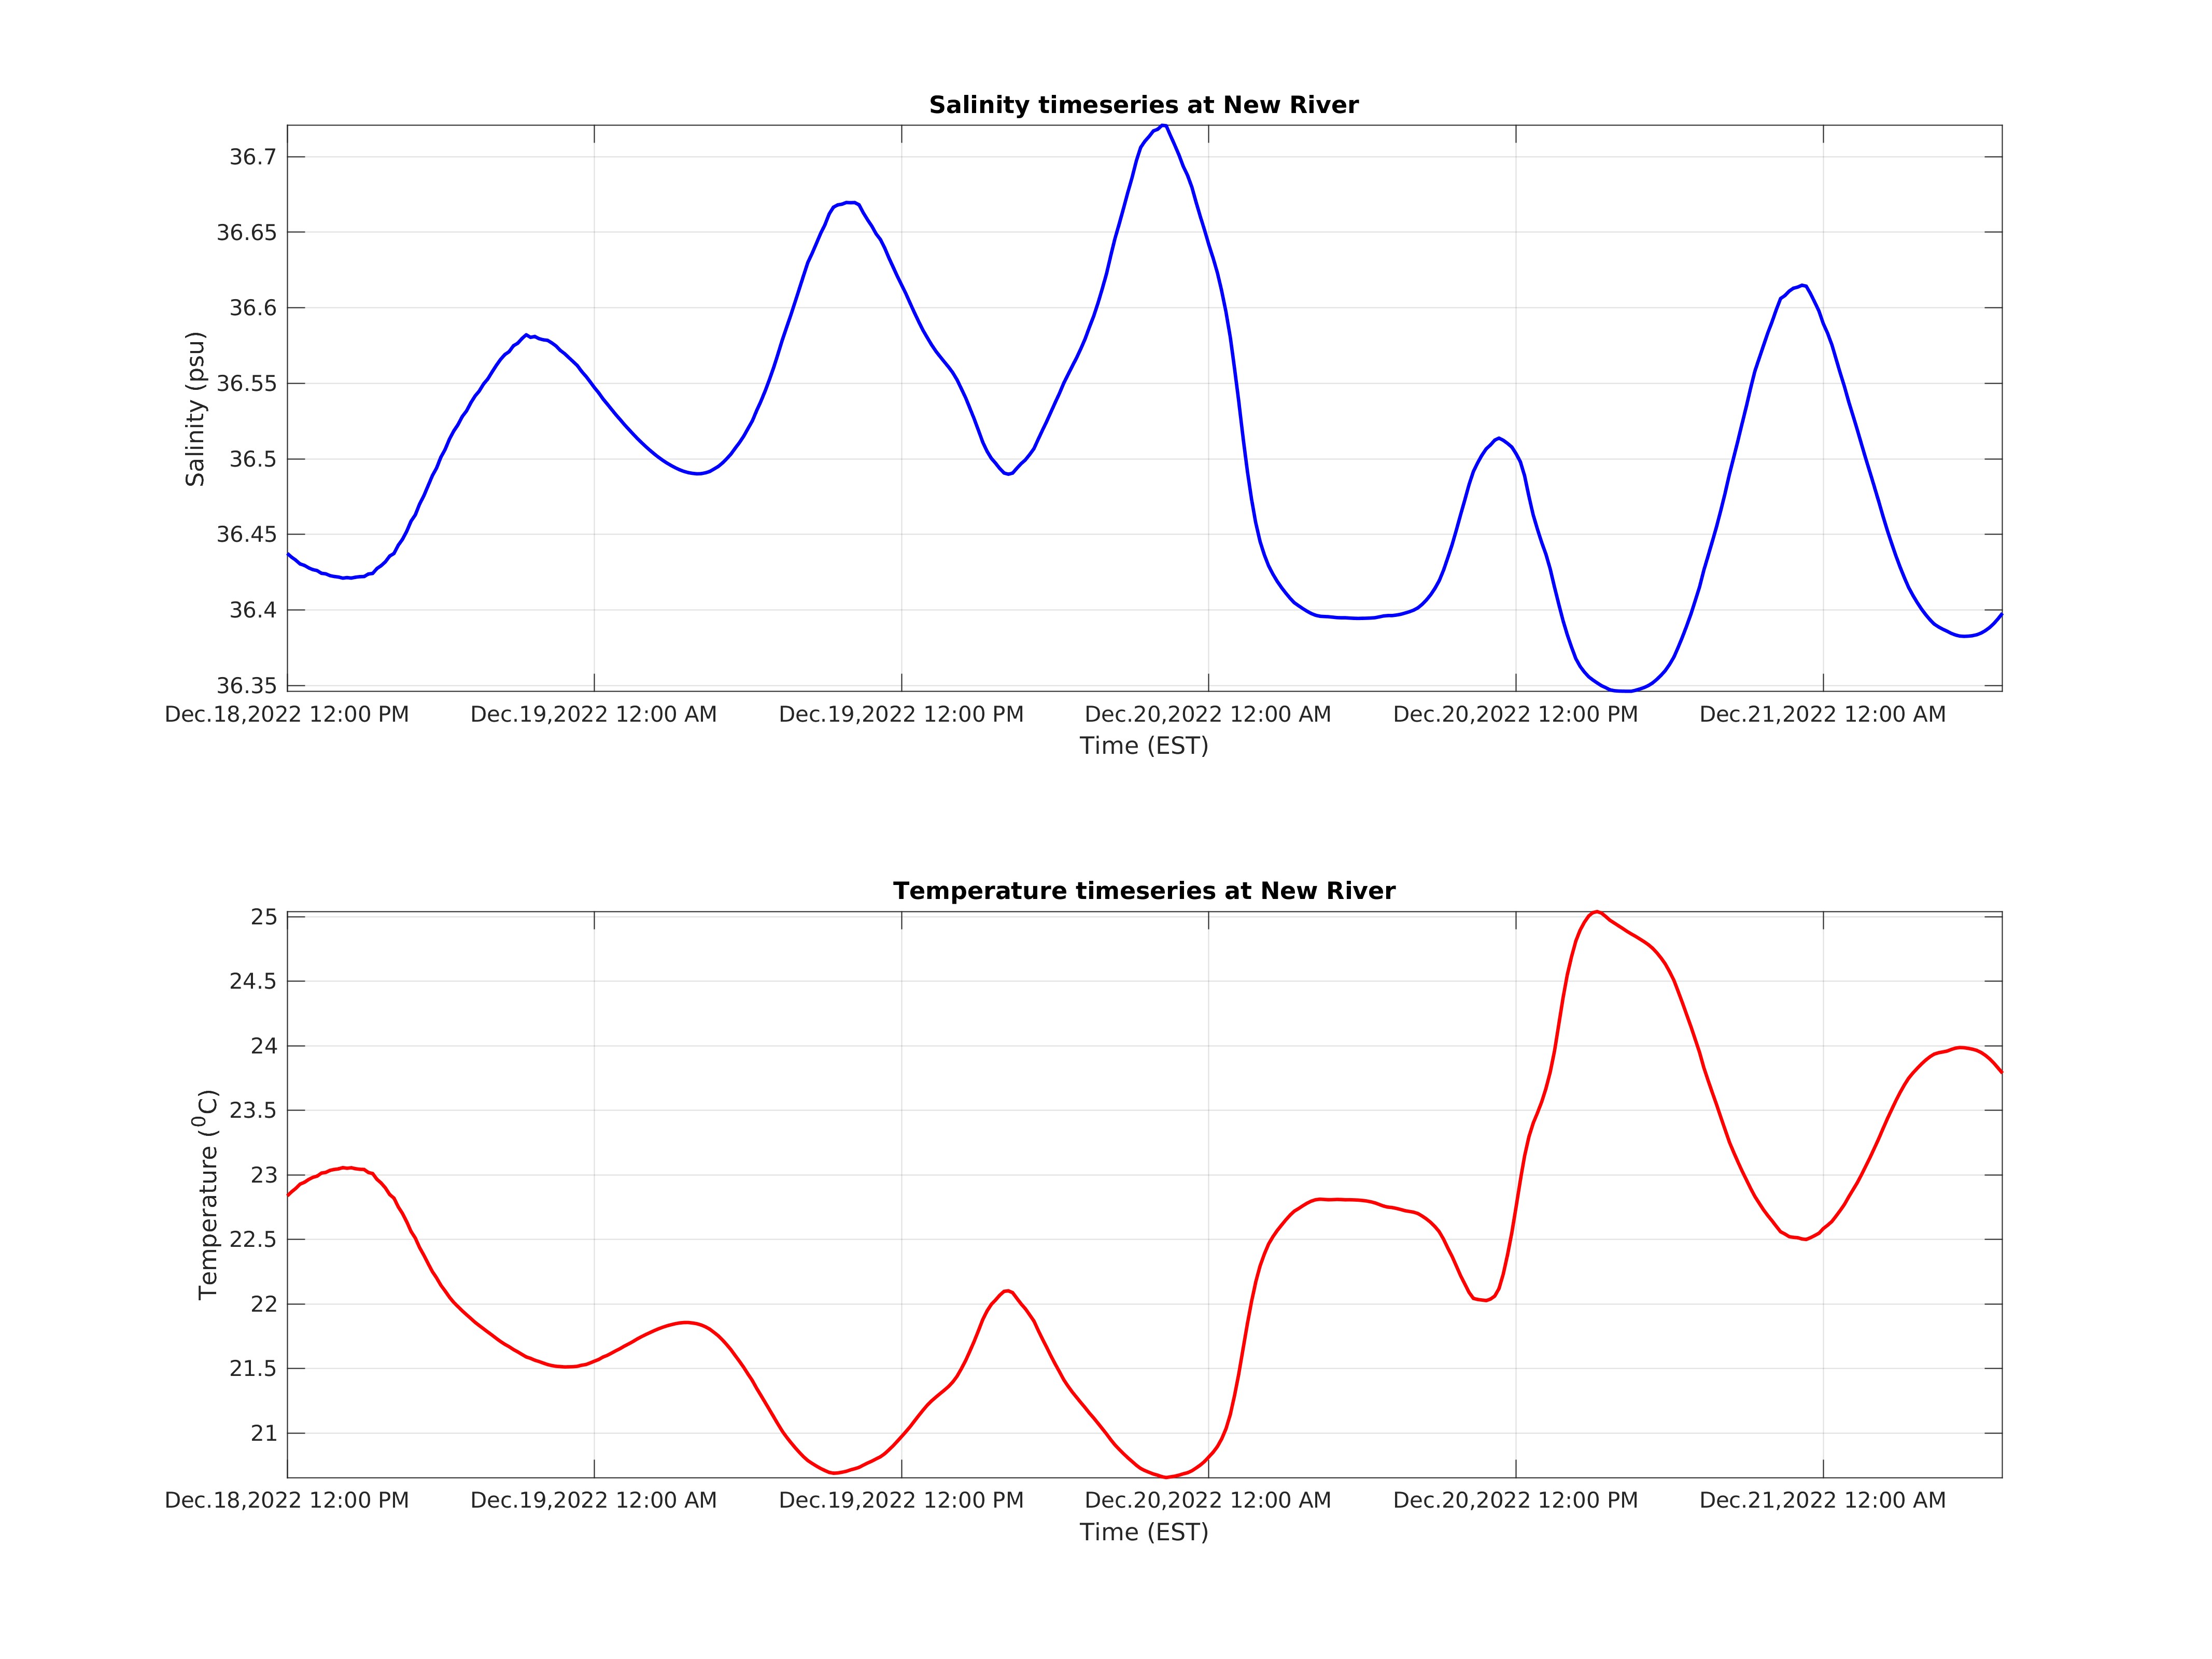 Salinity timeseries at New River
36.7
36.65
36.6
36.55
36.5
36.45
36.4
36.35
Salinity (psu)
Dec.18,2022 12:00 PM Dec.19,2022 12:00 AM Dec.19,2022 12:00 PM Dec.20,2022 12:00 AM Dec.20,2022 12:00 PM Dec.21,2022 12:00 AM
Time (EST)
Temperature timeseries at New River
25
24.5
24
23.5
23
22.5
22
21.5
21
Temperature (⁰C)
Dec.18,2022 12:00 PM Dec.19,2022 12:00 AM Dec.19,2022 12:00 PM Dec.20,2022 12:00 AM Dec.20,2022 12:00 PM Dec.21,2022 12:00 AM
Time (EST)